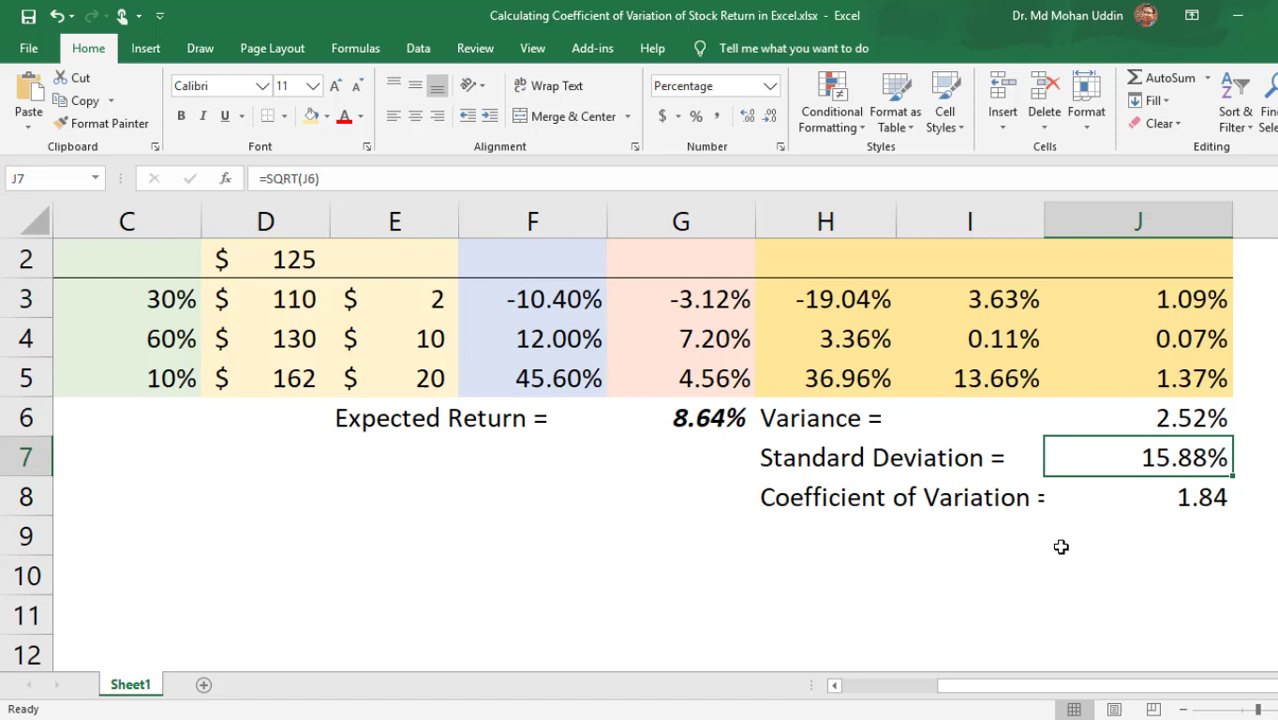 Calculating Coefficient of Variation of Stock Return in Excel.xlsx - Excel Dr. Md Mohan Uddin
File Home Insert Draw Page Layout Formulas Data Review View Add-ins Help Tell me what you want to do
Paste
Cut
Copy
Format Painter
Clipboard
Calibri 11 A A
B I U A
Font
Wrap Text
Merge & Center
Alignment
Percentage
$ % ,
Number
Conditional Formatting
Format as Table
Cell Styles
Styles
Insert
Delete
Format
Cells
AutoSum
Fill
Clear
Sort &
Filter
Editing
J7 fx =SQRT(J6)
C D E F G H I J
2 $ 125
3 30% $ 110 $ 2 -10.40% -3.12% -19.04% 3.63% 1.09%
4 60% $ 130 $ 10 12.00% 7.20% 3.36% 0.11% 0.07%
5 10% $ 162 $ 20 45.60% 4.56% 36.96% 13.66% 1.37%
6 Expected Return = 8.64% Variance = 2.52%
7 Standard Deviation = 15.88%
8 Coefficient of Variation = 1.84
9
10
11
12
Sheet1
Ready